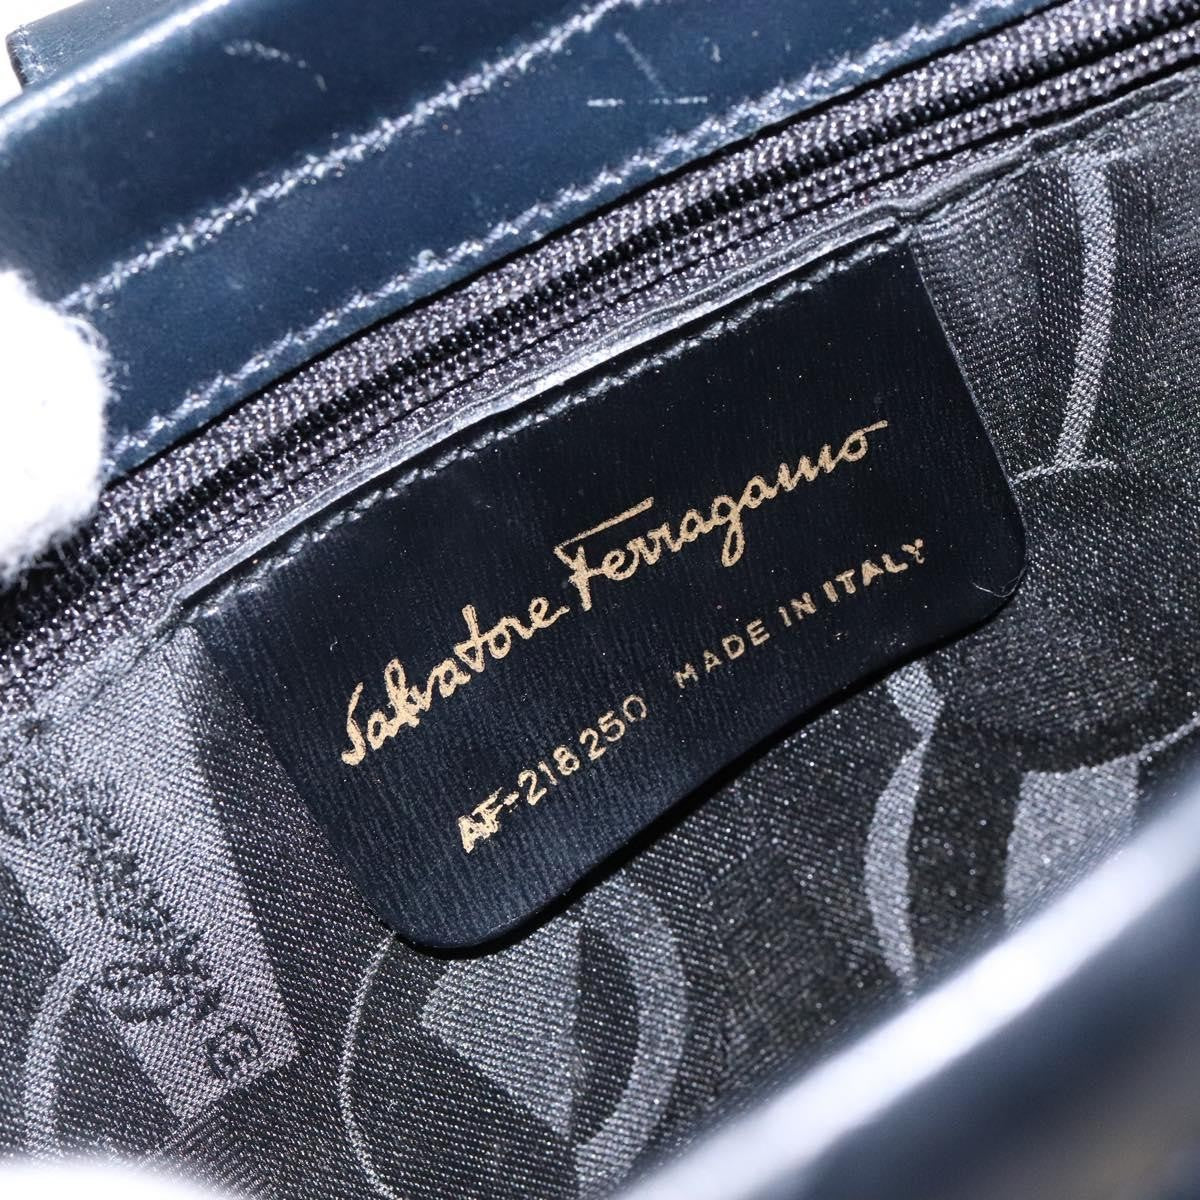 Salvatore Ferragamo
AF-218250 MADE IN ITALY